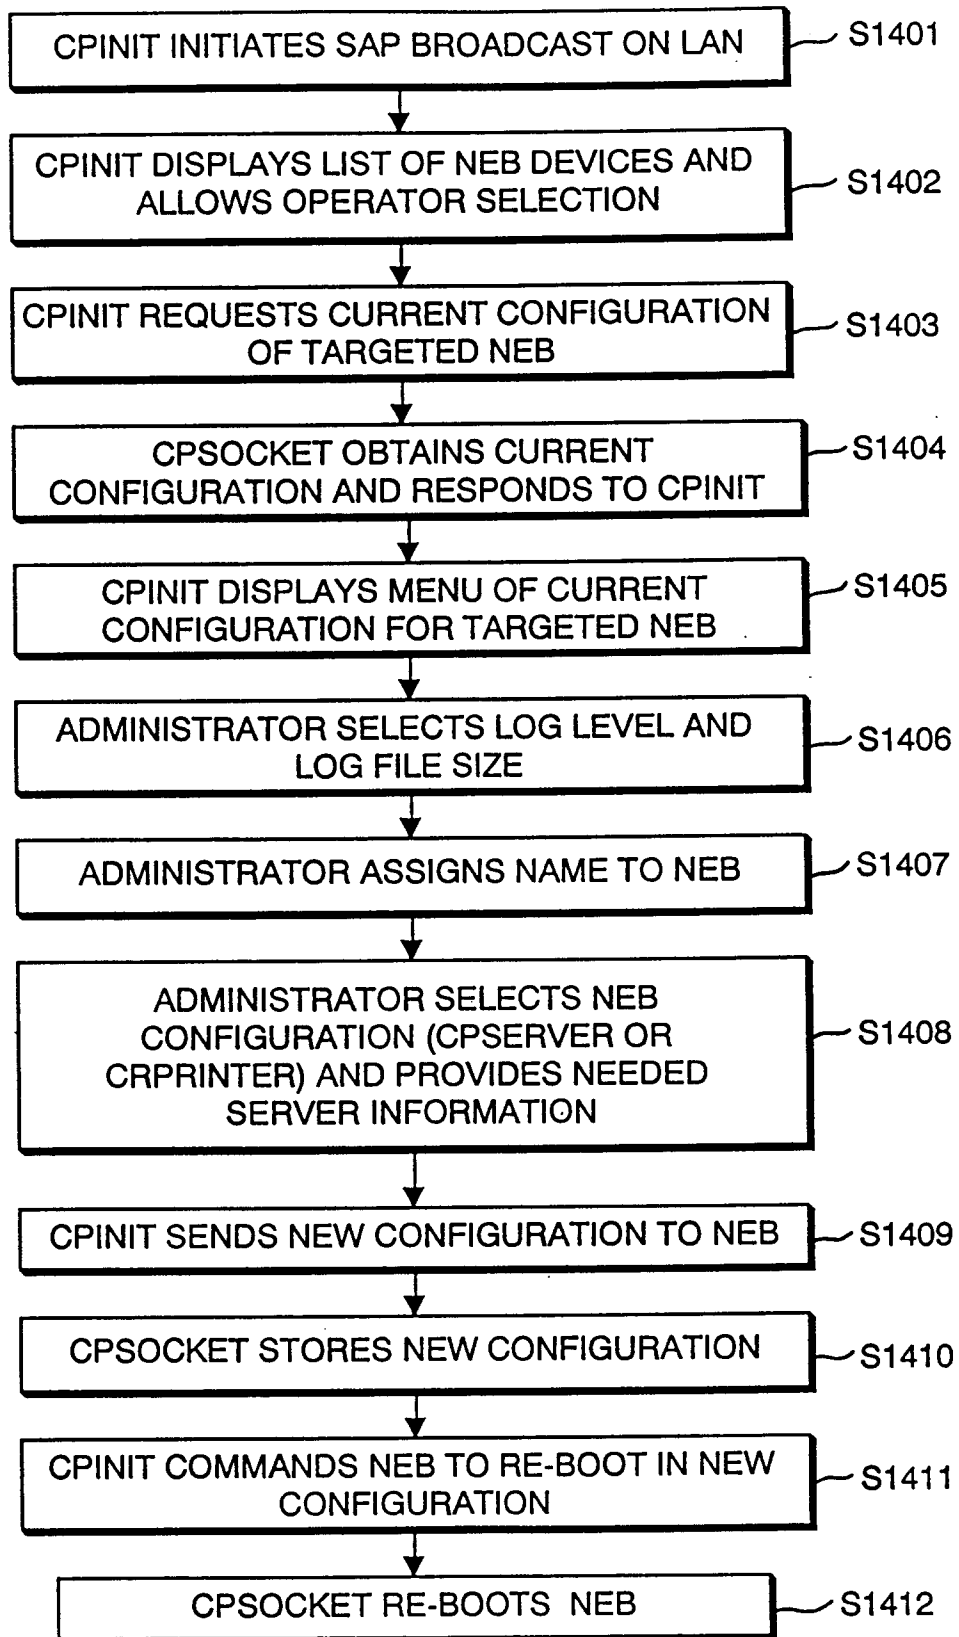 CPINIT INITIATES SAP BROADCAST ON LAN
S1401
CPINIT DISPLAYS LIST OF NEB DEVICES AND
ALLOWS OPERATOR SELECTION
S1402
CPINIT REQUESTS CURRENT CONFIGURATION
OF TARGETED NEB
S1403
CPSOCKET OBTAINS CURRENT
CONFIGURATION AND RESPONDS TO CPINIT
S1404
CPINIT DISPLAYS MENU OF CURRENT
CONFIGURATION FOR TARGETED NEB
S1405
ADMINISTRATOR SELECTS LOG LEVEL AND
LOG FILE SIZE
S1406
ADMINISTRATOR ASSIGNS NAME TO NEB
S1407
ADMINISTRATOR SELECTS NEB
CONFIGURATION (CPSERVER OR
CRPRINTER) AND PROVIDES NEEDED
SERVER INFORMATION
S1408
CPINIT SENDS NEW CONFIGURATION TO NEB
S1409
CPSOCKET STORES NEW CONFIGURATION
S1410
CPINIT COMMANDS NEB TO RE-BOOT IN NEW
CONFIGURATION
S1411
CPSOCKET RE-BOOTS NEB
S1412